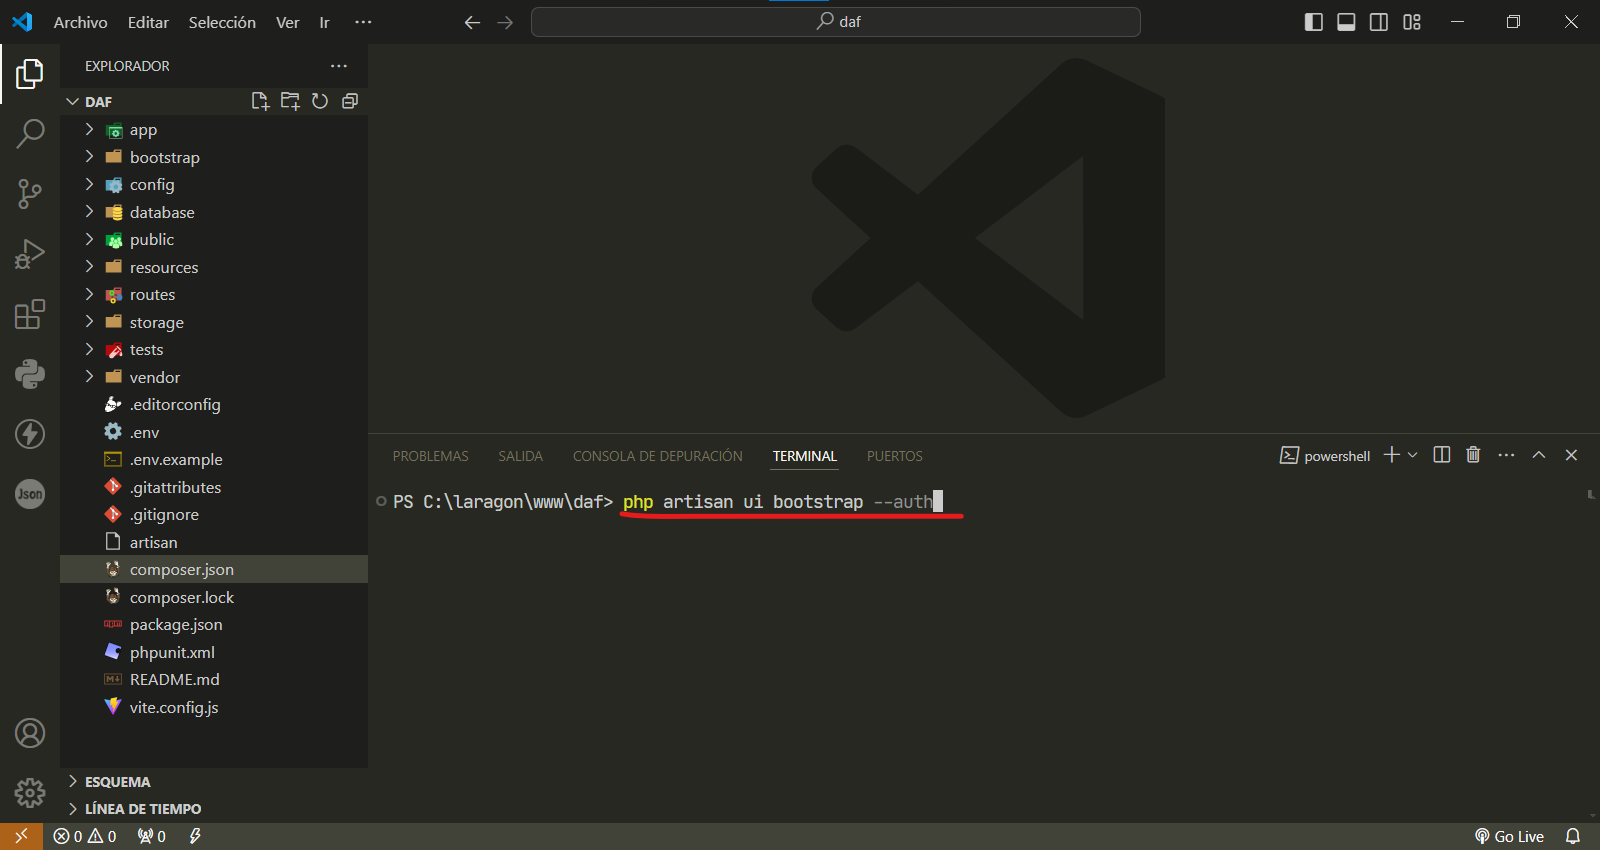 Archivo Editar Selección Ver Ir ···
daf
EXPLORADOR
DAF
app
bootstrap
config
database
public
resources
routes
storage
tests
vendor
.editorconfig
.env
.env.example
.gitattributes
.gitignore
artisan
composer.json
composer.lock
package.json
phpunit.xml
README.md
vite.config.js
ESQUEMA
LÍNEA DE TIEMPO
Json
PROBLEMAS SALIDA CONSOLA DE DEPURACIÓN TERMINAL PUERTOS
powershell
PS C:\laragon\www\daf> php artisan ui bootstrap --auth
0 0 0
Go Live